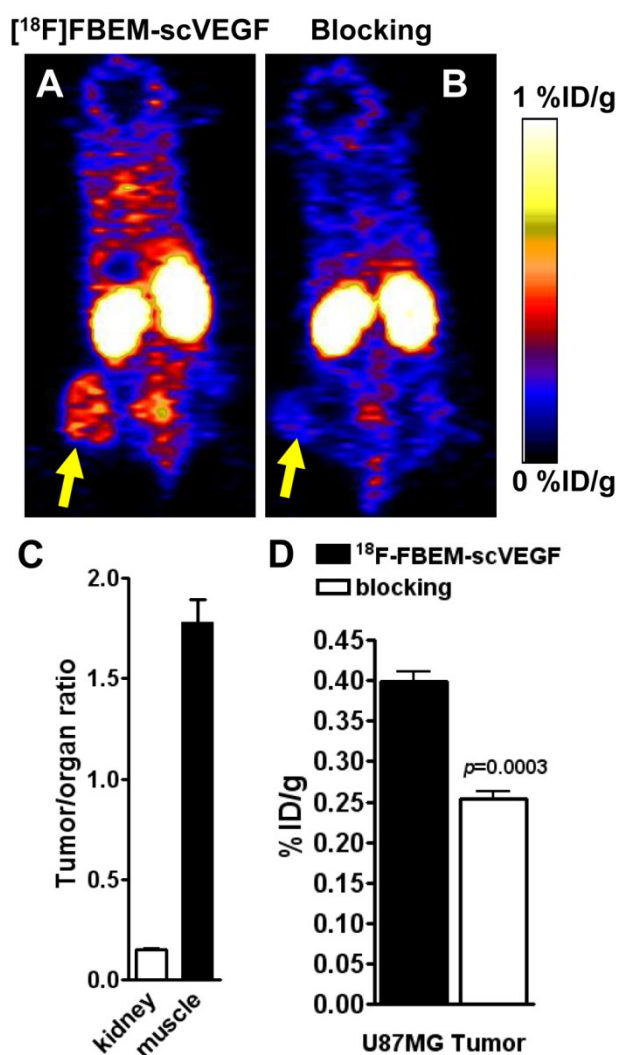 [¹⁸F]FBEM-scVEGF Blocking
A B
1 %ID/g
0 %ID/g
C
Tumor/organ ratio
2.0
1.5
1.0
0.5
0.0
kidney
muscle
D
¹⁸F-FBEM-scVEGF
blocking
% ID/g
0.45
0.40
0.35
0.30
0.25
0.20
0.15
0.10
0.05
0.00
p=0.0003
U87MG Tumor